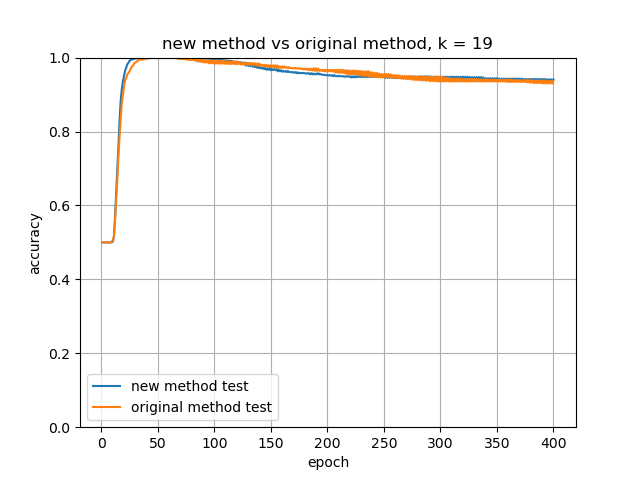 new method vs original method, k = 19
accuracy
1.0
0.8
0.6
0.4
0.2
0.0
new method test
original method test
0 50 100 150 200 250 300 350 400
epoch